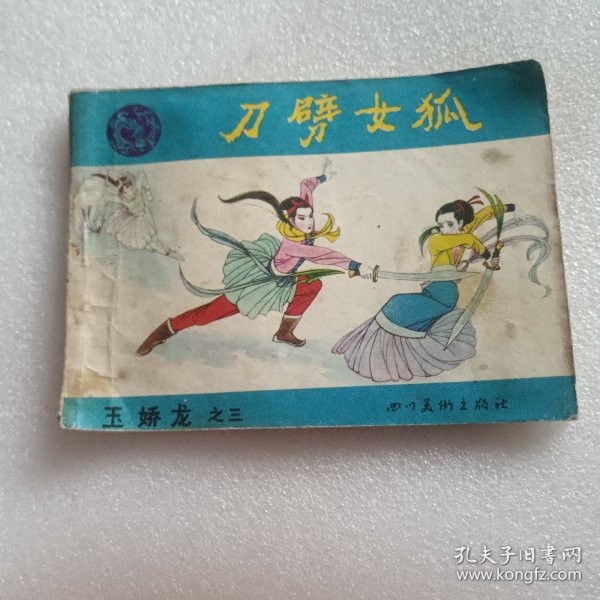 刀劈女狐
玉娇龙 之三
四川美术出版社
孔夫子旧书网
www.kongfz.com